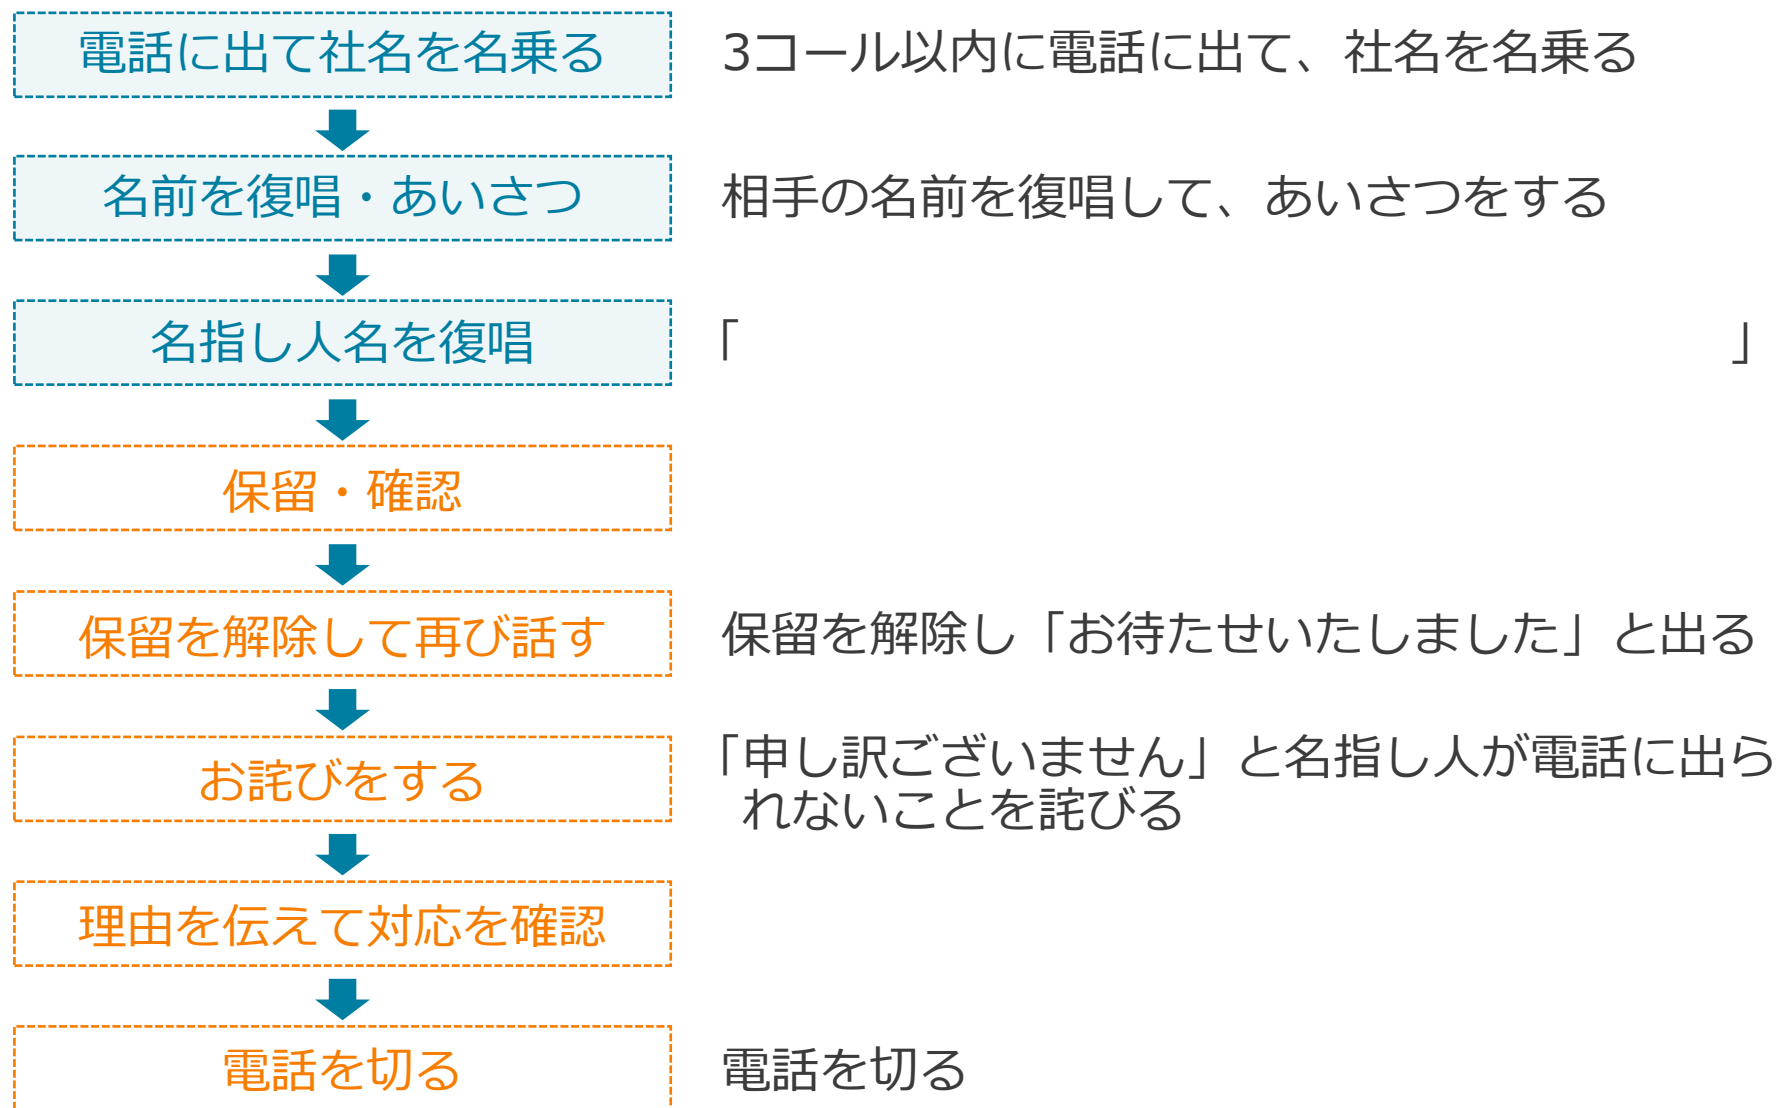 電話に出て社名を名乗る
3コール以内に電話に出て、社名を名乗る
名前を復唱・あいさつ
相手の名前を復唱して、あいさつをする
名指し人名を復唱
「 」
保留・確認
保留を解除して再び話す
保留を解除し「お待たせいたしました」と出る
お詫びをする
「申し訳ございません」と名指し人が電話に出ら
れないことを詫びる
理由を伝えて対応を確認
電話を切る
電話を切る